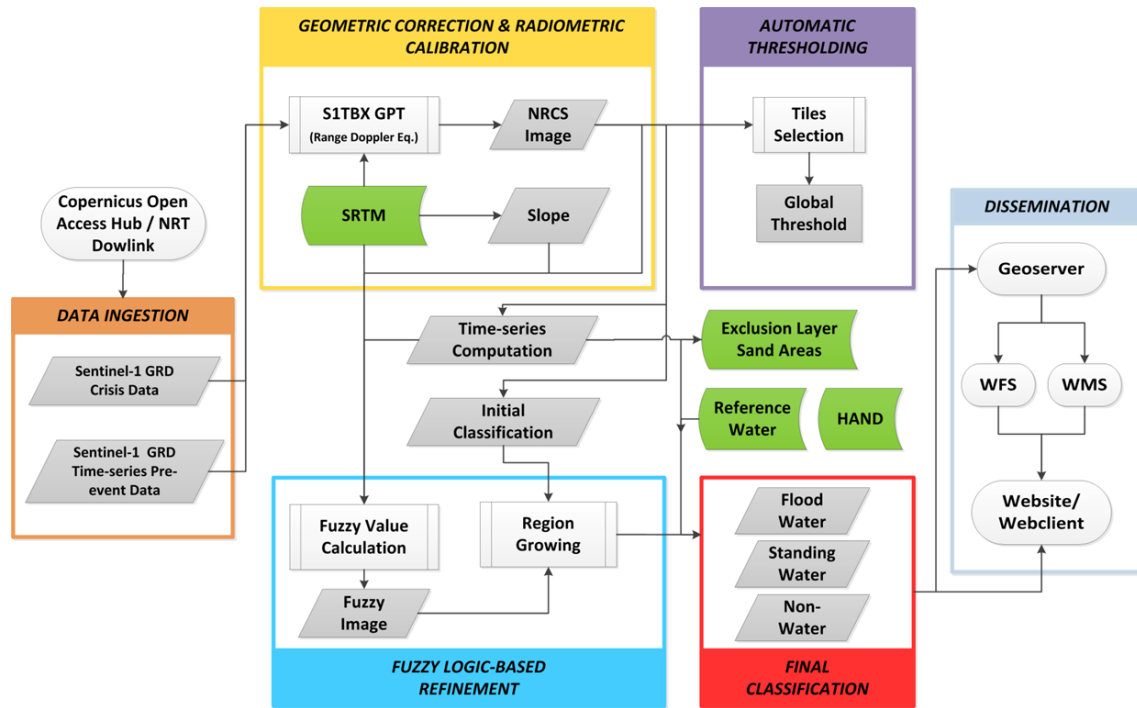 GEOMETRIC CORRECTION & RADIOMETRIC
CALIBRATION
S1TBX GPT
(Range Doppler Eq.)
NRCS
Image
SRTM
Slope
AUTOMATIC
THRESHOLDING
Tiles
Selection
Global
Threshold
Copernicus Open
Access Hub / NRT
Dowlink
DATA INGESTION
Sentinel-1 GRD
Crisis Data
Sentinel-1 GRD
Time-series Pre-
event Data
Time-series
Computation
Initial
Classification
Exclusion Layer
Sand Areas
Reference
Water
HAND
Fuzzy Value
Calculation
Fuzzy
Image
Region
Growing
FUZZY LOGIC-BASED
REFINEMENT
Flood
Water
Standing
Water
Non-
Water
FINAL
CLASSIFICATION
DISSEMINATION
Geoserver
WFS
WMS
Website/
Webclient